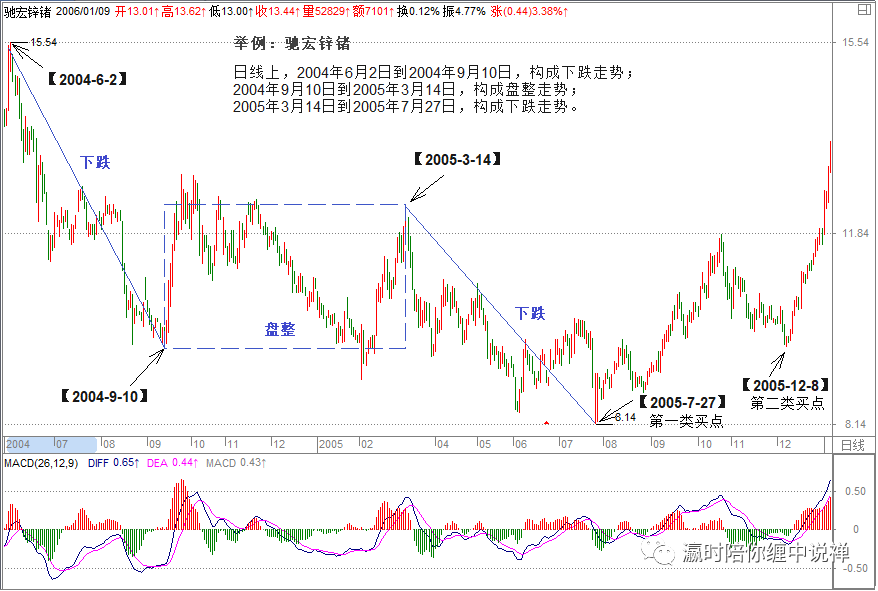 驰宏锌锗 2006/01/09 开13.01↑高13.62↑低13.00↑收13.44↑量52829↑额7101↑换0.12%振4.77% 涨(0.44)3.38%↑
15.54
15.54
举例：驰宏锌锗
【2004-6-2】
日线上，2004年6月2日到2004年9月10日，构成下跌走势；
2004年9月10日到2005年3月14日，构成盘整走势；
2005年3月14日到2005年7月27日，构成下跌走势。
下跌
【2005-3-14】
11.84
下跌
盘整
【2004-9-10】
【2005-12-8】
第二类买点
【2005-7-27】
第一类买点
8.14
8.14
2004 07 08 09 10 11 12 2005 02 04 05 06 07 08 09 10 11 12 日线
MACD(26,12,9) DIFF 0.65↑ DEA 0.44↑ MACD 0.43↑
0.50
0
-0.50
瀛时陪你缠中说禅